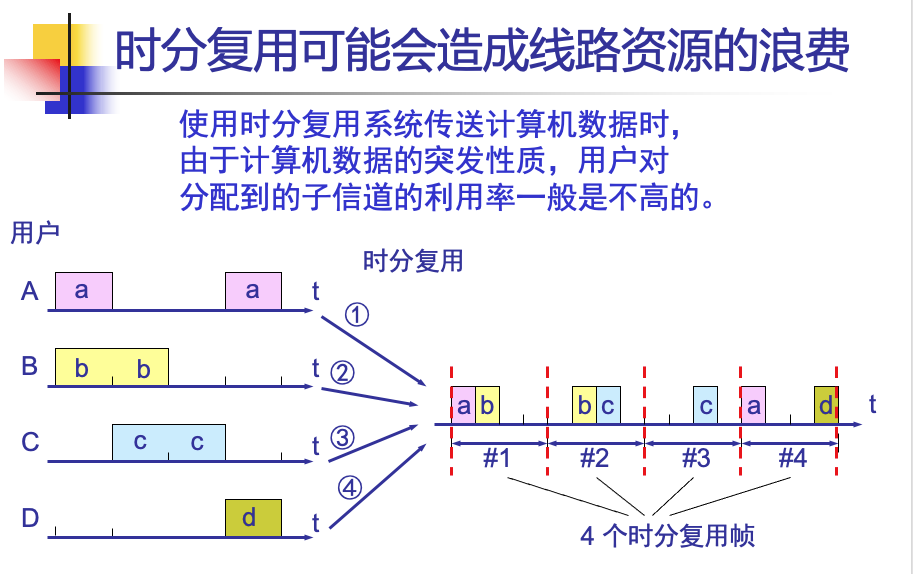 时分复用可能会造成线路资源的浪费
使用时分复用系统传送计算机数据时，
由于计算机数据的突发性质，用户对
分配到的子信道的利用率一般是不高的。
用户
时分复用
A a a t
①
B b b t
②
C c c t
③
D d t
④
a b b c c a d t
#1 #2 #3 #4
4 个时分复用帧